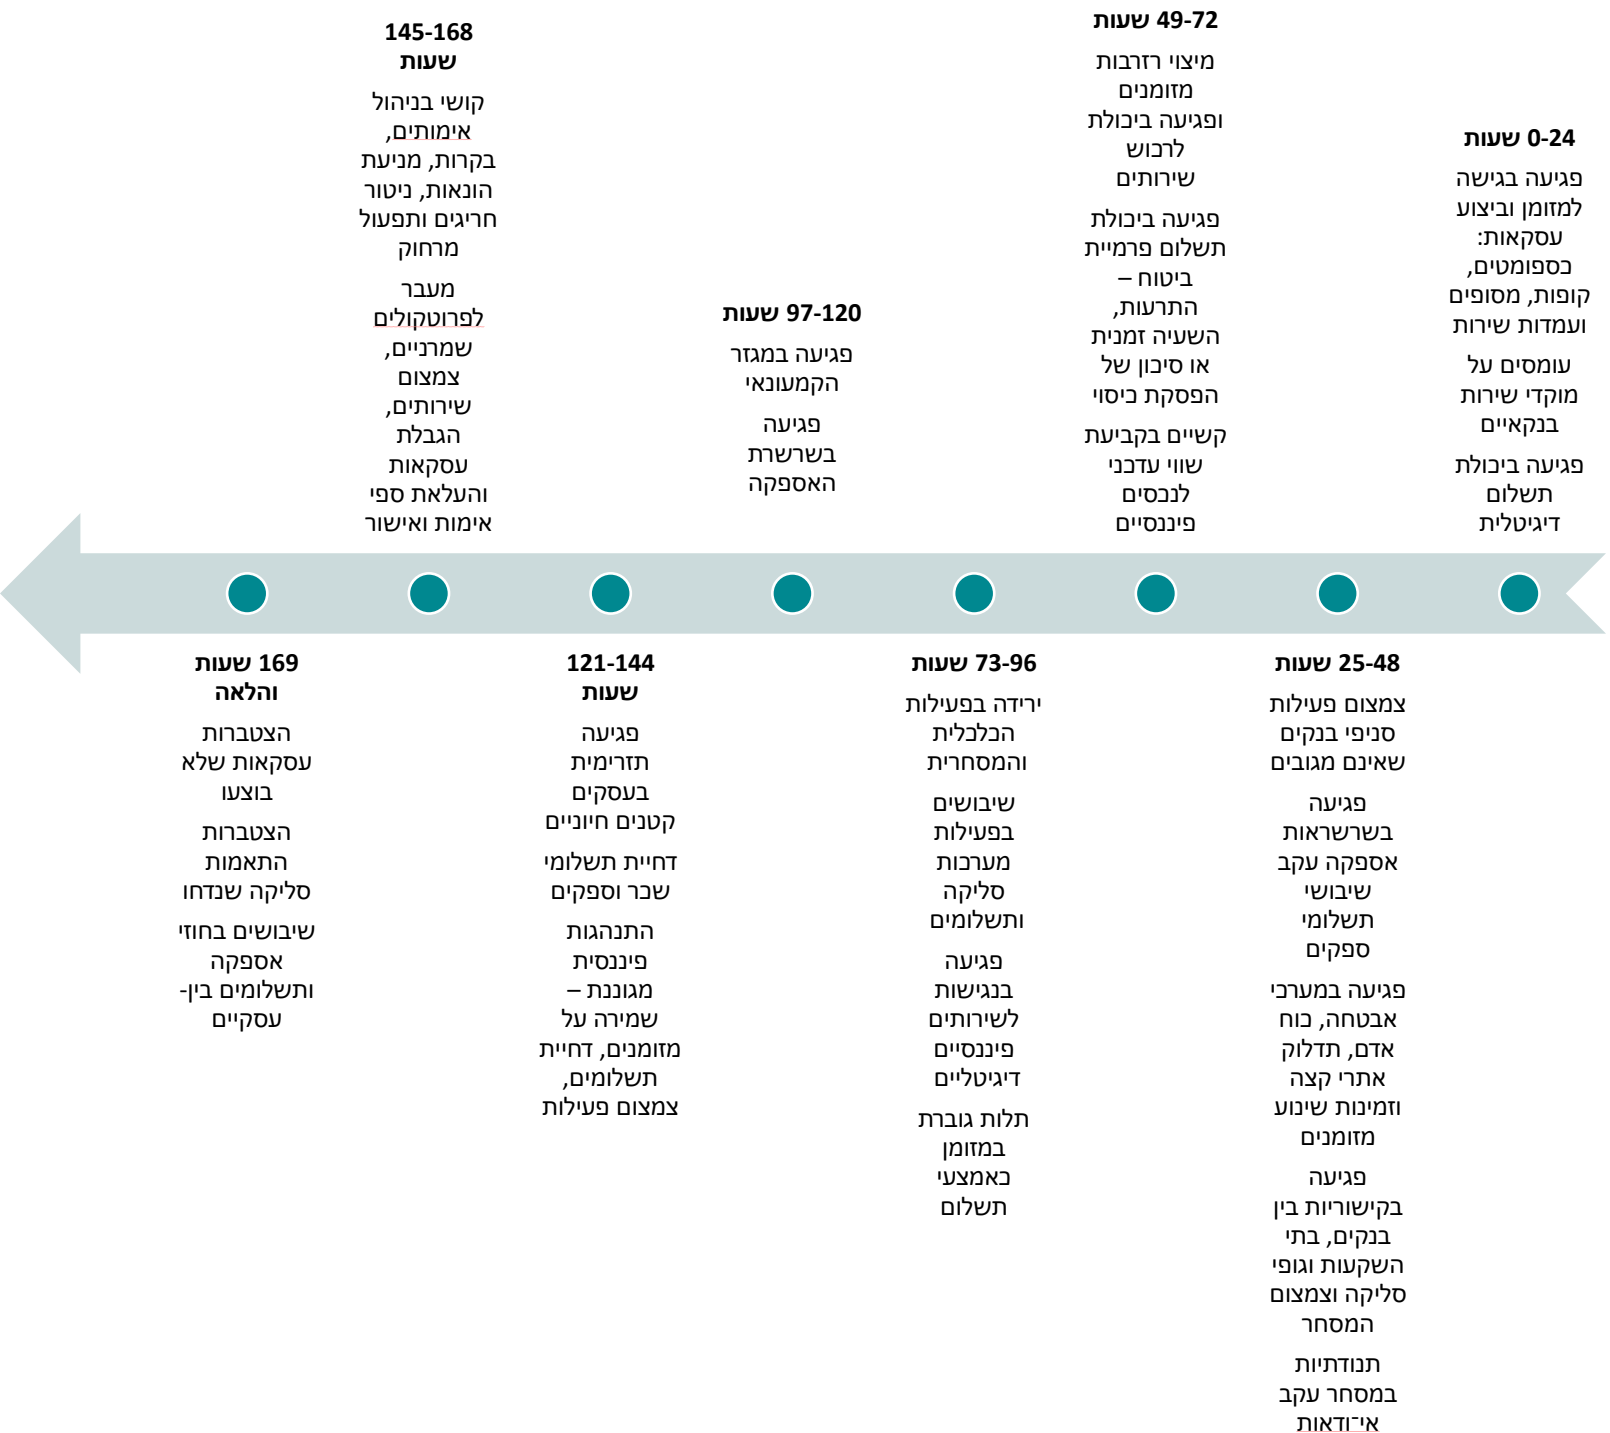 0-24 שעות
פגיעה בגישה
למזומן וביצוע
עסקאות:
כספומטים,
קופות, מסופים
ועמדות שירות
עומסים על
מוקדי שירות
בנקאיים
פגיעה ביכולת
תשלום
דיגיטלית
25-48 שעות
צמצום פעילות
סניפי בנקים
שאינם מגובים
פגיעה
בשרשראות
אספקה עקב
שיבושי
תשלומי
ספקים
פגיעה במערכי
אבטחה, כוח
אדם, תדלוק
אתרי קצה
וזמינות שינוע
מזומנים
פגיעה
בקישוריות בין
בנקים, בתי
השקעות וגופי
סליקה וצמצום
המסחר
תנודתיות
במסחר עקב
אי־ודאות
49-72 שעות
מיצוי רזרבות
מזומנים
ופגיעה ביכולת
לרכוש
שירותים
פגיעה ביכולת
תשלום פרמיית
ביטוח –
התרעות,
השעיה זמנית
או סיכון של
הפסקת כיסוי
קשיים בקביעת
שווי עדכני
לנכסים
פיננסיים
73-96 שעות
ירידה בפעילות
הכלכלית
והמסחרית
שיבושים
בפעילות
מערכות
סליקה
ותשלומים
פגיעה
בנגישות
לשירותים
פיננסיים
דיגיטליים
תלות גוברת
במזומן
כאמצעי
תשלום
97-120 שעות
פגיעה במגזר
הקמעונאי
פגיעה
בשרשרת
האספקה
121-144
שעות
פגיעה
תזרימית
בעסקים
קטנים חיוניים
דחיית תשלומי
שכר וספקים
התנהגות
פיננסית
מגוננת –
שמירה על
מזומנים, דחיית
תשלומים,
צמצום פעילות
145-168
שעות
קושי בניהול
אימותים,
בקרות, מניעת
הונאות, ניטור
חריגים ותפעול
מרחוק
מעבר
לפרוטקולים
שמרניים,
צמצום
שירותים,
הגבלת
עסקאות
והעלאת ספי
אימות ואישור
169 שעות
והלאה
הצטברות
עסקאות שלא
בוצעו
הצטברות
התאמות
סליקה שנדחו
שיבושים בחוזי
אספקה
ותשלומים בין-
עסקיים